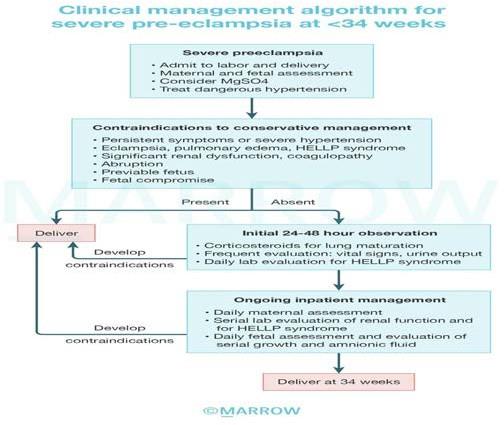 Clinical management algorithm for
severe pre-eclampsia at <34 weeks
Severe preeclampsia
• Admit to labor and delivery
• Maternal and fetal assessment
• Consider MgSO4
• Treat dangerous hypertension
Contraindications to conservative management
• Persistent symptoms or severe hypertension
• Eclampsia, pulmonary edema, HELLP syndrome
• Significant renal dysfunction, coagulopathy
• Abruption
• Previable fetus
• Fetal compromise
MARROW
Present
Absent
Deliver
Initial 24-48 hour observation
• Corticosteroids for lung maturation
• Frequent evaluation: vital signs, urine output
• Daily lab evaluation for HELLP syndrome
Develop
contraindications
Ongoing inpatient management
• Daily maternal assessment
• Serial lab evaluation of renal function and
for HELLP syndrome
• Daily fetal assessment and evaluation of
serial growth and amnionic fluid
Develop
contraindications
Deliver at 34 weeks
©MARROW